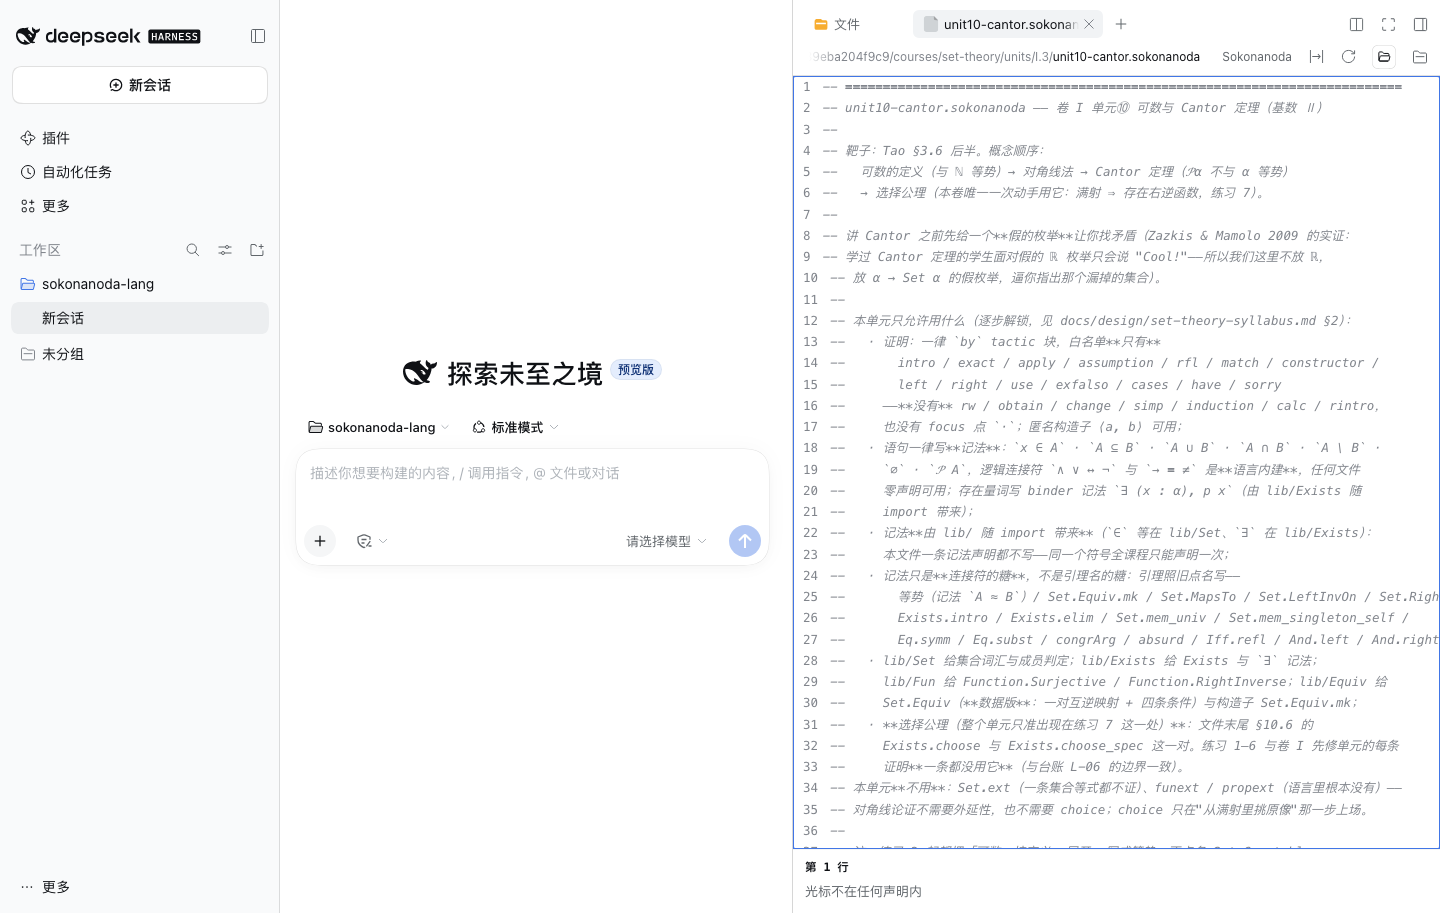 deepseek HARNESS
新会话
插件
自动化任务
更多
工作区
sokonanoda-lang
新会话
未分组
更多
探索未至之境 预览版
sokonanoda-lang 标准模式
描述你想要构建的内容, / 调用指令, @ 文件或对话
请选择模型
文件 unit10-cantor.sokonan
9eba204f9c9/courses/set-theory/units/I.3/unit10-cantor.sokonanoda Sokonanoda
1 -- ==========================================================================
2 -- unit10-cantor.sokonanoda —— 卷 I 单元⑩ 可数与 Cantor 定理（基数 Ⅱ）
3 --
4 -- 靶子：Tao §3.6 后半。概念顺序：
5 --   可数的定义（与 ℕ 等势）→ 对角线法 → Cantor 定理（𝒫α 不与 α 等势）
6 --   → 选择公理（本卷唯一一次动手用它：满射 ⇒ 存在右逆函数，练习 7）。
7 --
8 -- 讲 Cantor 之前先给一个**假的枚举**让你找矛盾（Zazkis & Mamolo 2009 的实证：
9 -- 学过 Cantor 定理的学生面对假的 ℝ 枚举只会说 "Cool!"——所以我们这里不放 ℝ，
10 -- 放 α → Set α 的假枚举，逼你指出那个漏掉的集合）。
11 --
12 -- 本单元只允许用什么（逐步解锁，见 docs/design/set-theory-syllabus.md §2）：
13 --   · 证明：一律 `by` tactic 块，白名单**只有**
14 --       intro / exact / apply / assumption / rfl / match / constructor /
15 --       left / right / use / exfalso / cases / have / sorry
16 --     ——**没有** rw / obtain / change / simp / induction / calc / rintro，
17 --     也没有 focus 点 `·`；匿名构造子 ⟨a, b⟩ 可用；
18 --   · 语句一律写**记法**：`x ∈ A` · `A ⊆ B` · `A ∪ B` · `A ∩ B` · `A \ B` ·
19 --     `∅` · `𝒫 A`，逻辑连接符 `∧ ∨ ↔ ¬` 与 `→ = ≠` 是**语言内建**，任何文件
20 --     零声明可用；存在量词写 binder 记法 `∃ (x : α), p x`（由 lib/Exists 随
21 --     import 带来）；
22 --   · 记法**由 lib/ 随 import 带来**（`∈` 等在 lib/Set、`∃` 在 lib/Exists）：
23 --     本文件一条记法声明都不写——同一个符号全课程只能声明一次；
24 --   · 记法只是**连接符的糖**，不是引理名的糖：引理照旧点名写——
25 --       等势（记法 `A ≈ B`）/ Set.Equiv.mk / Set.MapsTo / Set.LeftInvOn / Set.Righ
26 --       Exists.intro / Exists.elim / Set.mem_univ / Set.mem_singleton_self /
27 --       Eq.symm / Eq.subst / congrArg / absurd / Iff.refl / And.left / And.right
28 --   · lib/Set 给集合词汇与成员判定；lib/Exists 给 Exists 与 `∃` 记法；
29 --     lib/Fun 给 Function.Surjective / Function.RightInverse；lib/Equiv 给
30 --     Set.Equiv（**数据版**：一对互逆映射 + 四条条件）与构造子 Set.Equiv.mk；
31 --   · **选择公理（整个单元只准出现在练习 7 这一处）**：文件末尾 §10.6 的
32 --     Exists.choose 与 Exists.choose_spec 这一对。练习 1–6 与卷 I 先修单元的每条
33 --     证明**一条都没用它**（与台账 L-06 的边界一致）。
34 -- 本单元**不用**：Set.ext（一条集合等式都不证）、funext / propext（语言里根本没有）——
35 -- 对角线论证不需要外延性，也不需要 choice；choice 只在"从满射里挑原像"那一步上场。
36 --
第 1 行
光标不在任何声明内